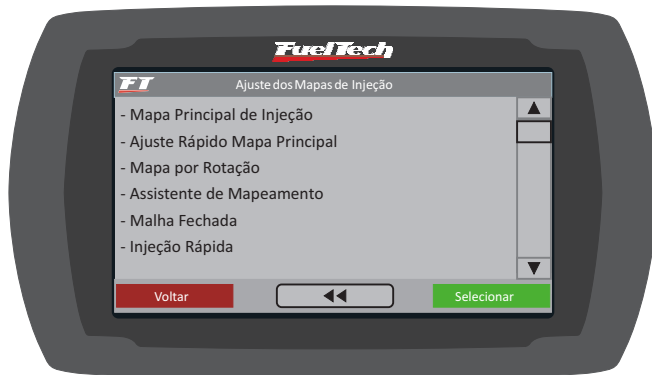 FuelTech
FT Ajuste dos Mapas de Injeção
- Mapa Principal de Injeção
- Ajuste Rápido Mapa Principal
- Mapa por Rotação
- Assistente de Mapeamento
- Malha Fechada
- Injeção Rápida
Voltar Selecionar